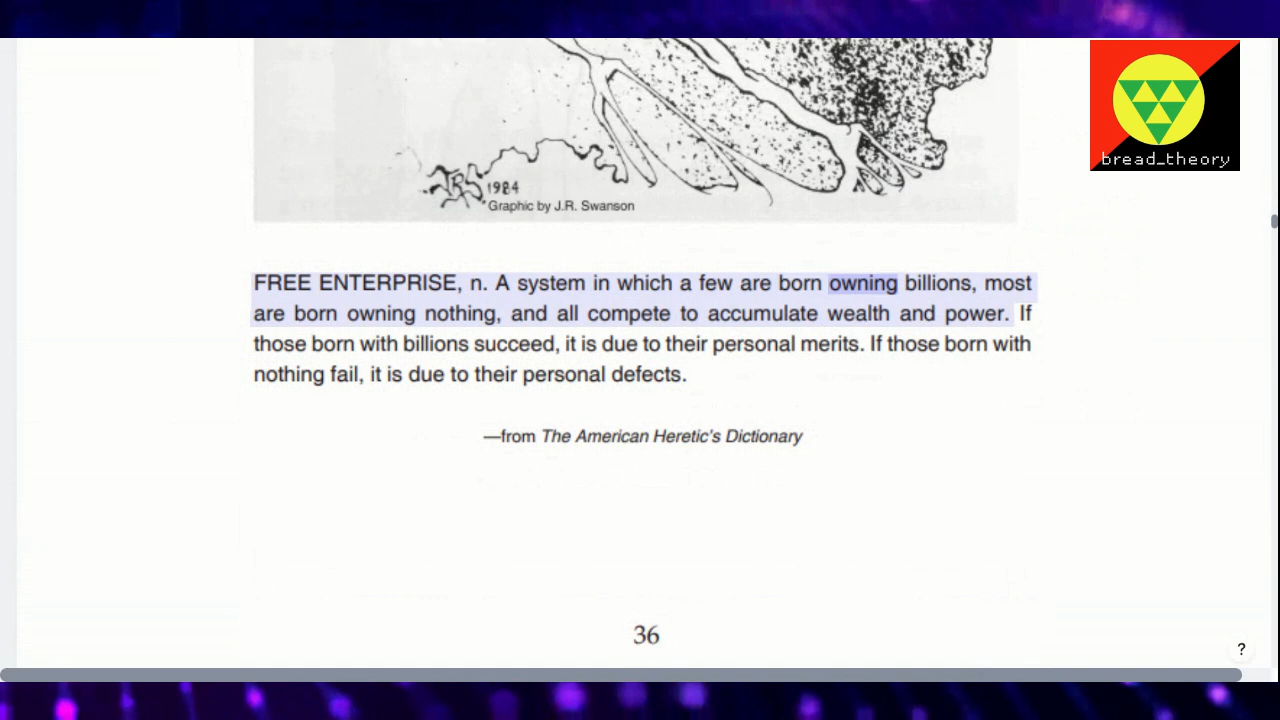 bread_theory
1984
Graphic by J.R. Swanson
FREE ENTERPRISE, n. A system in which a few are born owning billions, most
are born owning nothing, and all compete to accumulate wealth and power. If
those born with billions succeed, it is due to their personal merits. If those born with
nothing fail, it is due to their personal defects.
—from The American Heretic's Dictionary
36
?